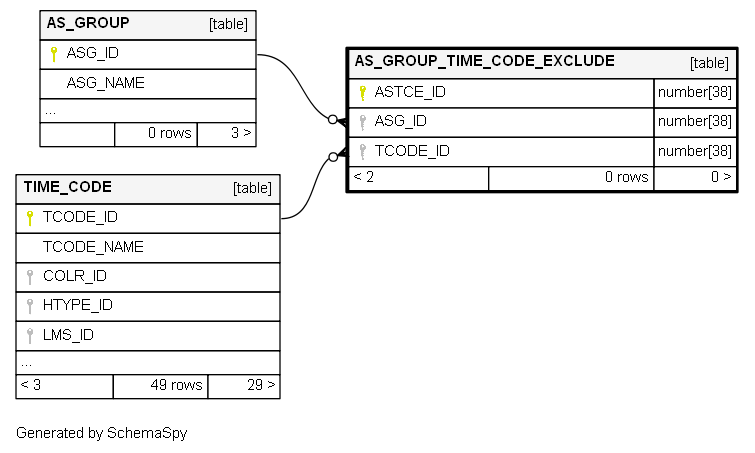 AS_GROUP [table]
ASG_ID
ASG_NAME
...
0 rows 3 >
AS_GROUP_TIME_CODE_EXCLUDE [table]
ASTCE_ID number[38]
ASG_ID number[38]
TCODE_ID number[38]
< 2 0 rows 0 >
TIME_CODE [table]
TCODE_ID
TCODE_NAME
COLR_ID
HTYPE_ID
LMS_ID
...
< 3 49 rows 29 >
Generated by SchemaSpy